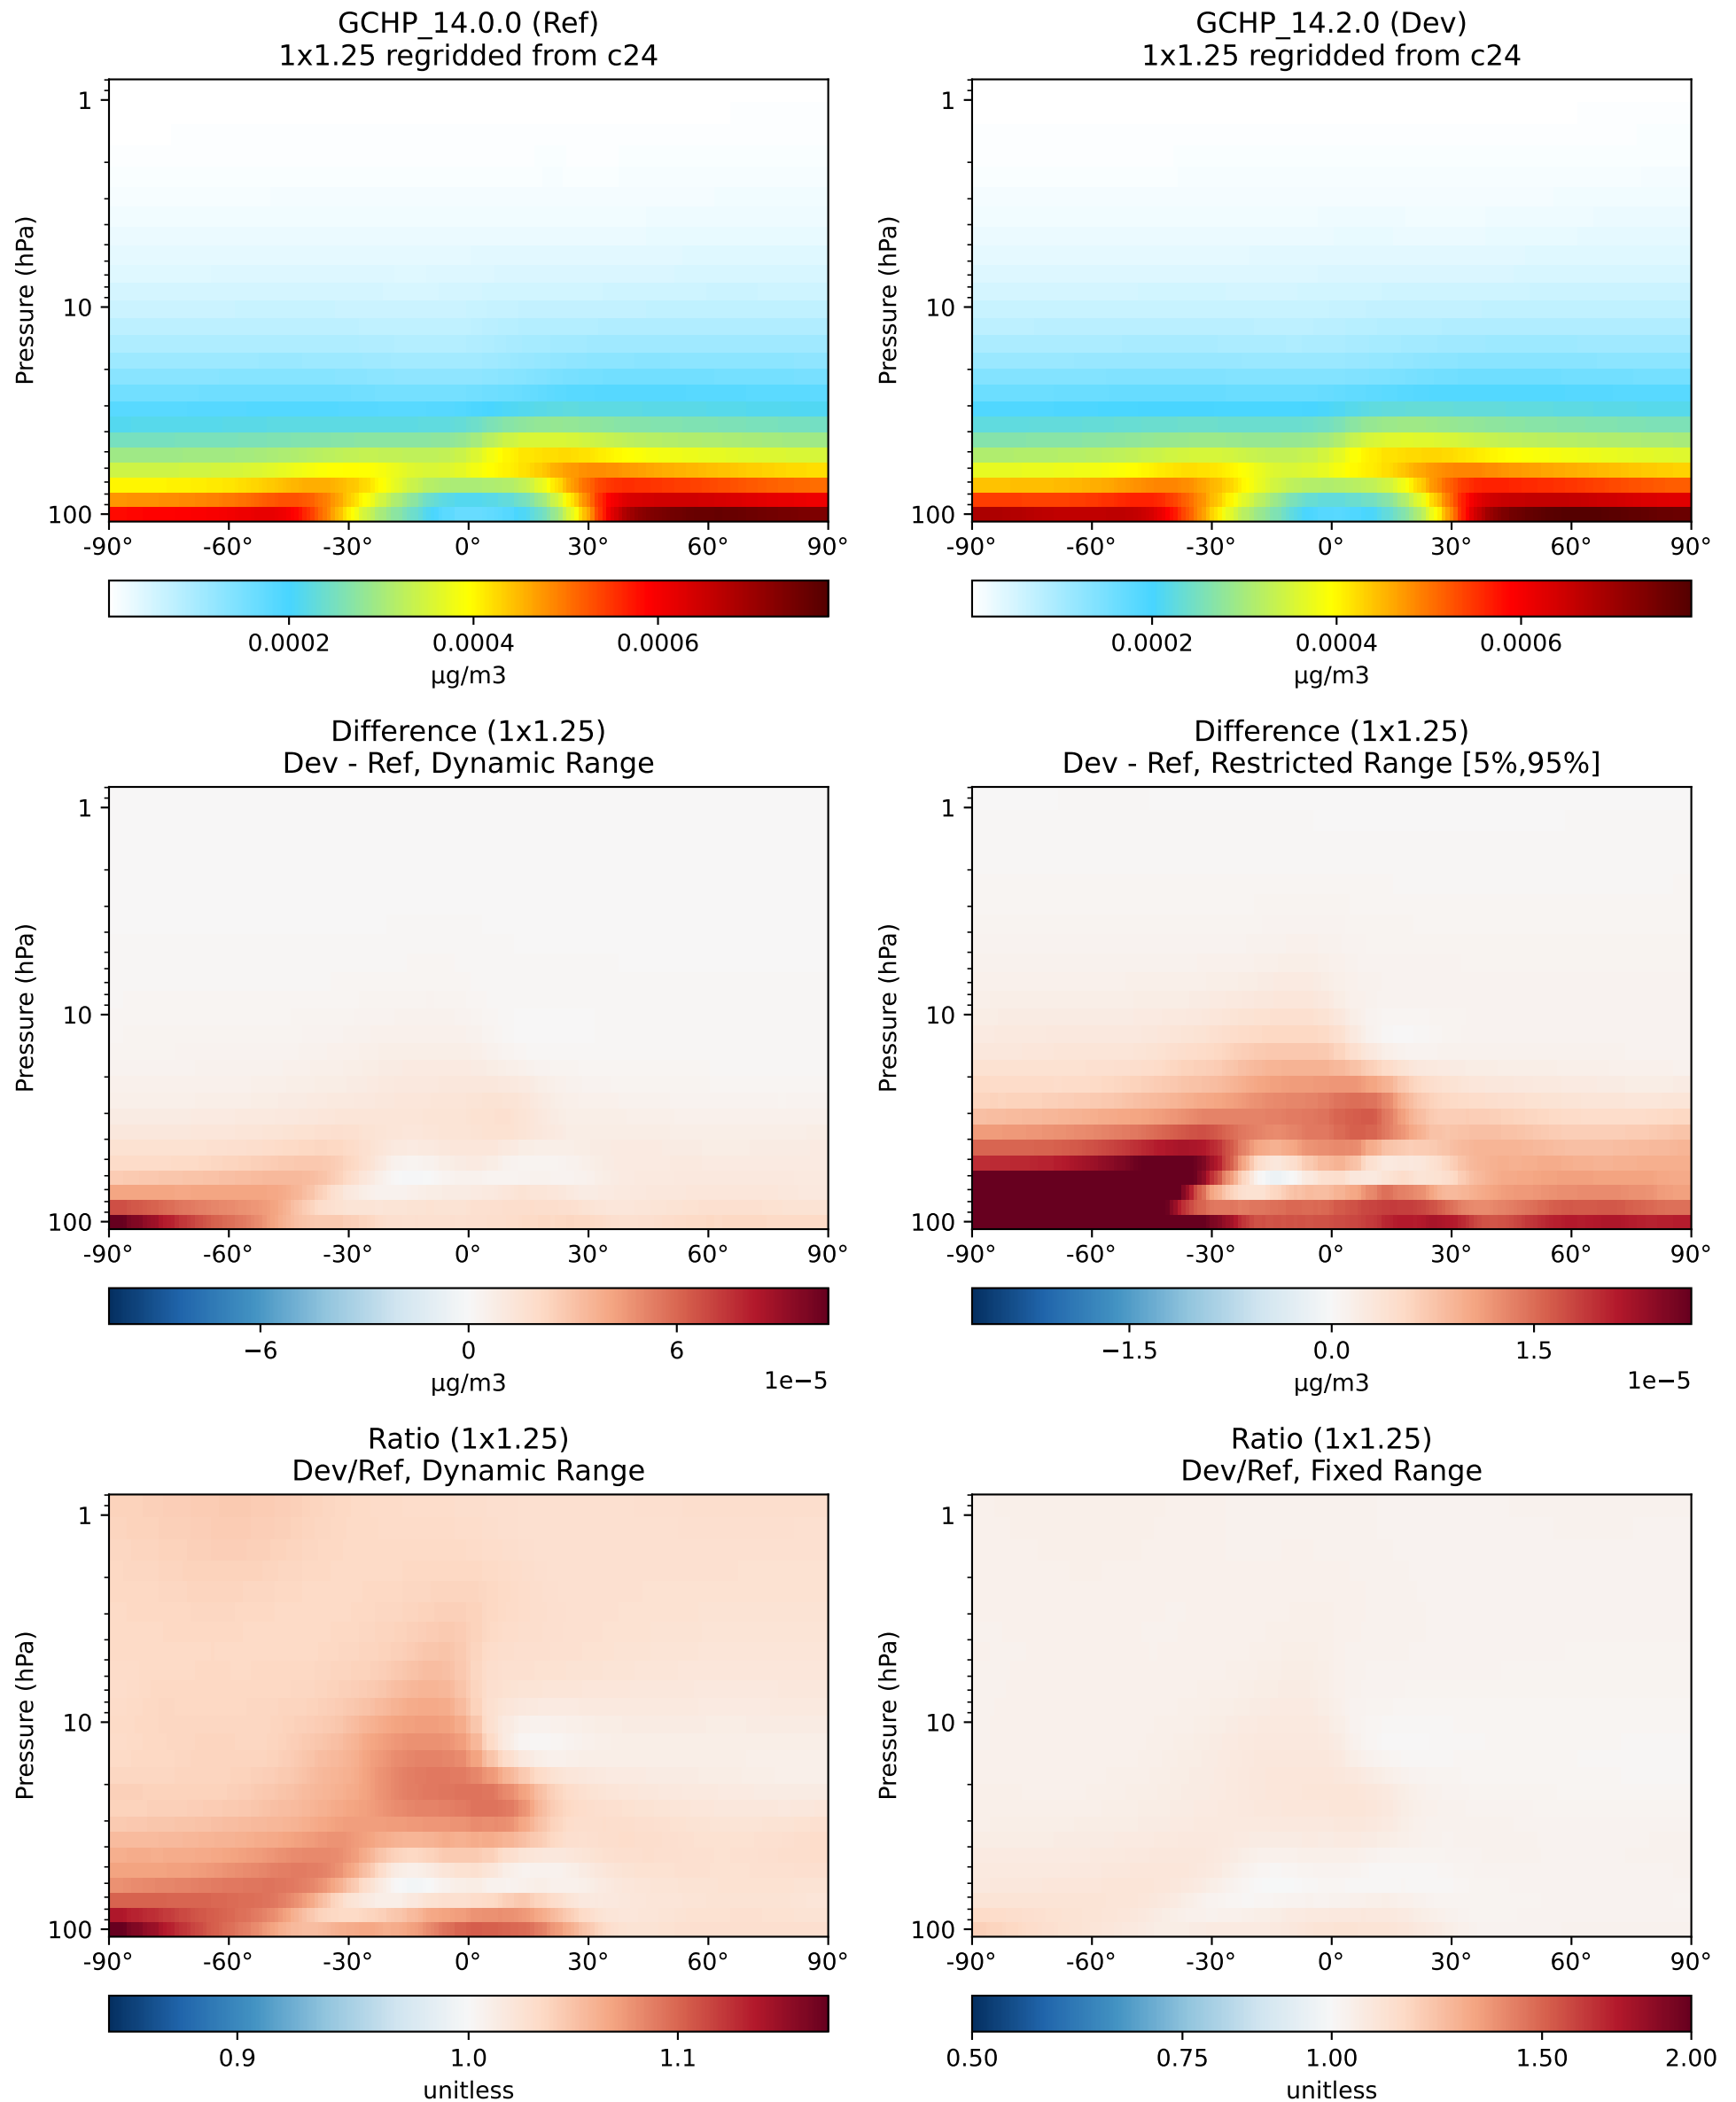 GCHP_14.0.0 (Ref)
1x1.25 regridded from c24
Pressure (hPa)
1
10
100
-90° -60° -30° 0° 30° 60° 90°
0.0002 0.0004 0.0006
µg/m3
GCHP_14.2.0 (Dev)
1x1.25 regridded from c24
Pressure (hPa)
1
10
100
-90° -60° -30° 0° 30° 60° 90°
0.0002 0.0004 0.0006
µg/m3
Difference (1x1.25)
Dev - Ref, Dynamic Range
Pressure (hPa)
1
10
100
-90° -60° -30° 0° 30° 60° 90°
−6 0 6
µg/m3
1e−5
Difference (1x1.25)
Dev - Ref, Restricted Range [5%,95%]
Pressure (hPa)
1
10
100
-90° -60° -30° 0° 30° 60° 90°
−1.5 0.0 1.5
µg/m3
1e−5
Ratio (1x1.25)
Dev/Ref, Dynamic Range
Pressure (hPa)
1
10
100
-90° -60° -30° 0° 30° 60° 90°
0.9 1.0 1.1
unitless
Ratio (1x1.25)
Dev/Ref, Fixed Range
Pressure (hPa)
1
10
100
-90° -60° -30° 0° 30° 60° 90°
0.50 0.75 1.00 1.50 2.00
unitless